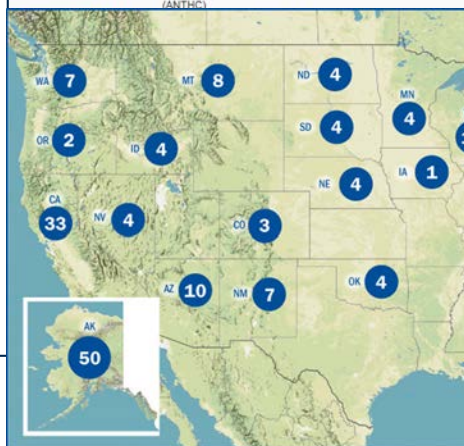 (ANTHC)
WA 7
MT 8
ND 4
MN
4
OR 2
ID 4
SD 4
IA 1
NE 4
CA
33
NV 4
CO 3
AZ 10
NM 7
OK 4
AK
50